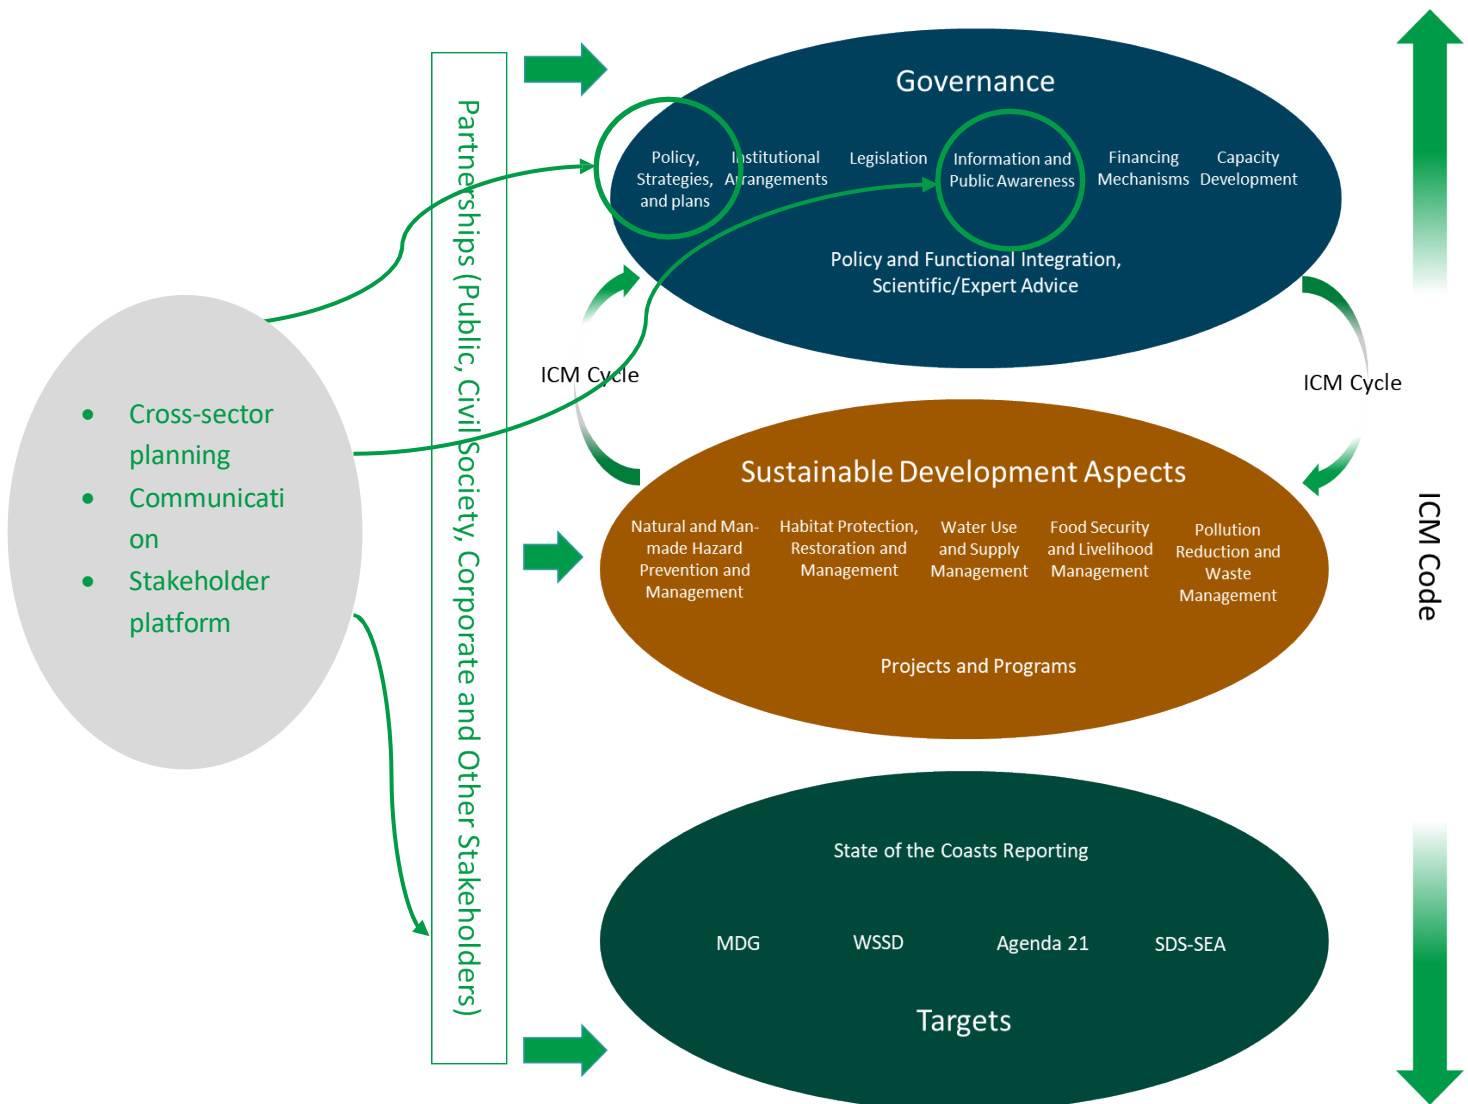 Governance
Policy,
Strategies,
and plans
Institutional
Arrangements
Legislation
Information and
Public Awareness
Financing
Mechanisms
Capacity
Development
Policy and Functional Integration,
Scientific/Expert Advice
Partnerships (Public, Civil Society, Corporate and Other Stakeholders)
ICM Cycle
ICM Cycle
• Cross-sector
planning
• Communicati
on
• Stakeholder
platform
Sustainable Development Aspects
Natural and Man-
made Hazard
Prevention and
Management
Habitat Protection,
Restoration and
Management
Water Use
and Supply
Management
Food Security
and Livelihood
Management
Pollution
Reduction and
Waste
Management
Projects and Programs
ICM Code
State of the Coasts Reporting
MDG
WSSD
Agenda 21
SDS-SEA
Targets